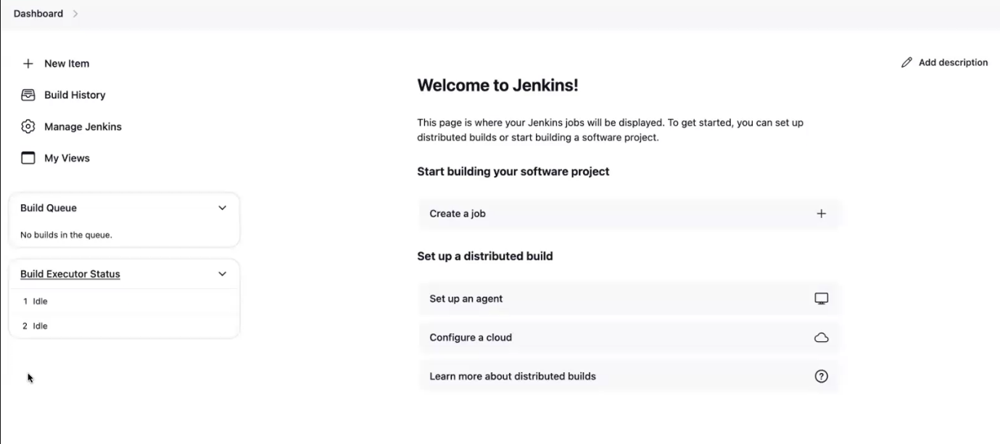 Dashboard
New Item
Build History
Manage Jenkins
My Views
Build Queue
No builds in the queue.
Build Executor Status
1 Idle
2 Idle
Add description
Welcome to Jenkins!
This page is where your Jenkins jobs will be displayed. To get started, you can set up
distributed builds or start building a software project.
Start building your software project
Create a job
Set up a distributed build
Set up an agent
Configure a cloud
Learn more about distributed builds